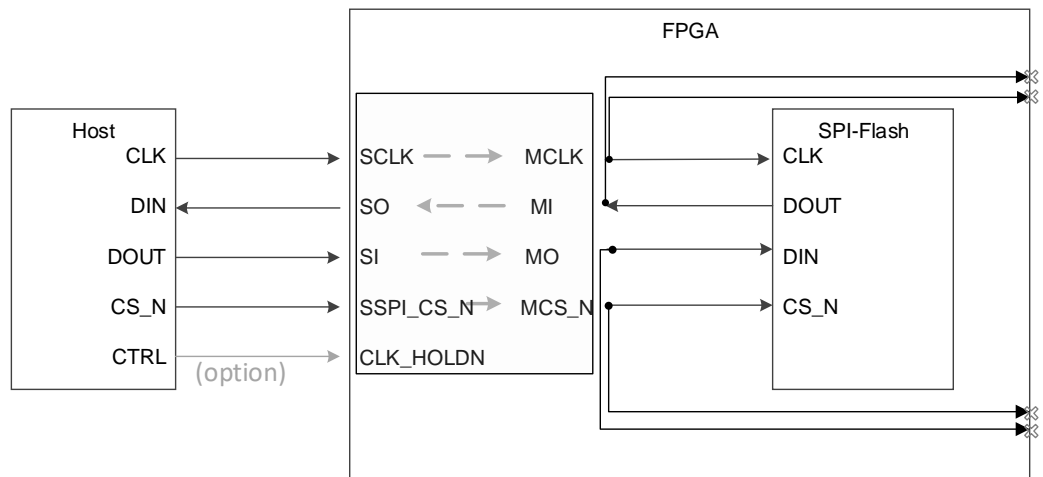 FPGA
Host
SPI-Flash
CLK
SCLK
MCLK
CLK
DIN
SO
MI
DOUT
DOUT
SI
MO
DIN
CS_N
SSPI_CS_N
MCS_N
CS_N
CTRL
(option)
CLK_HOLDN